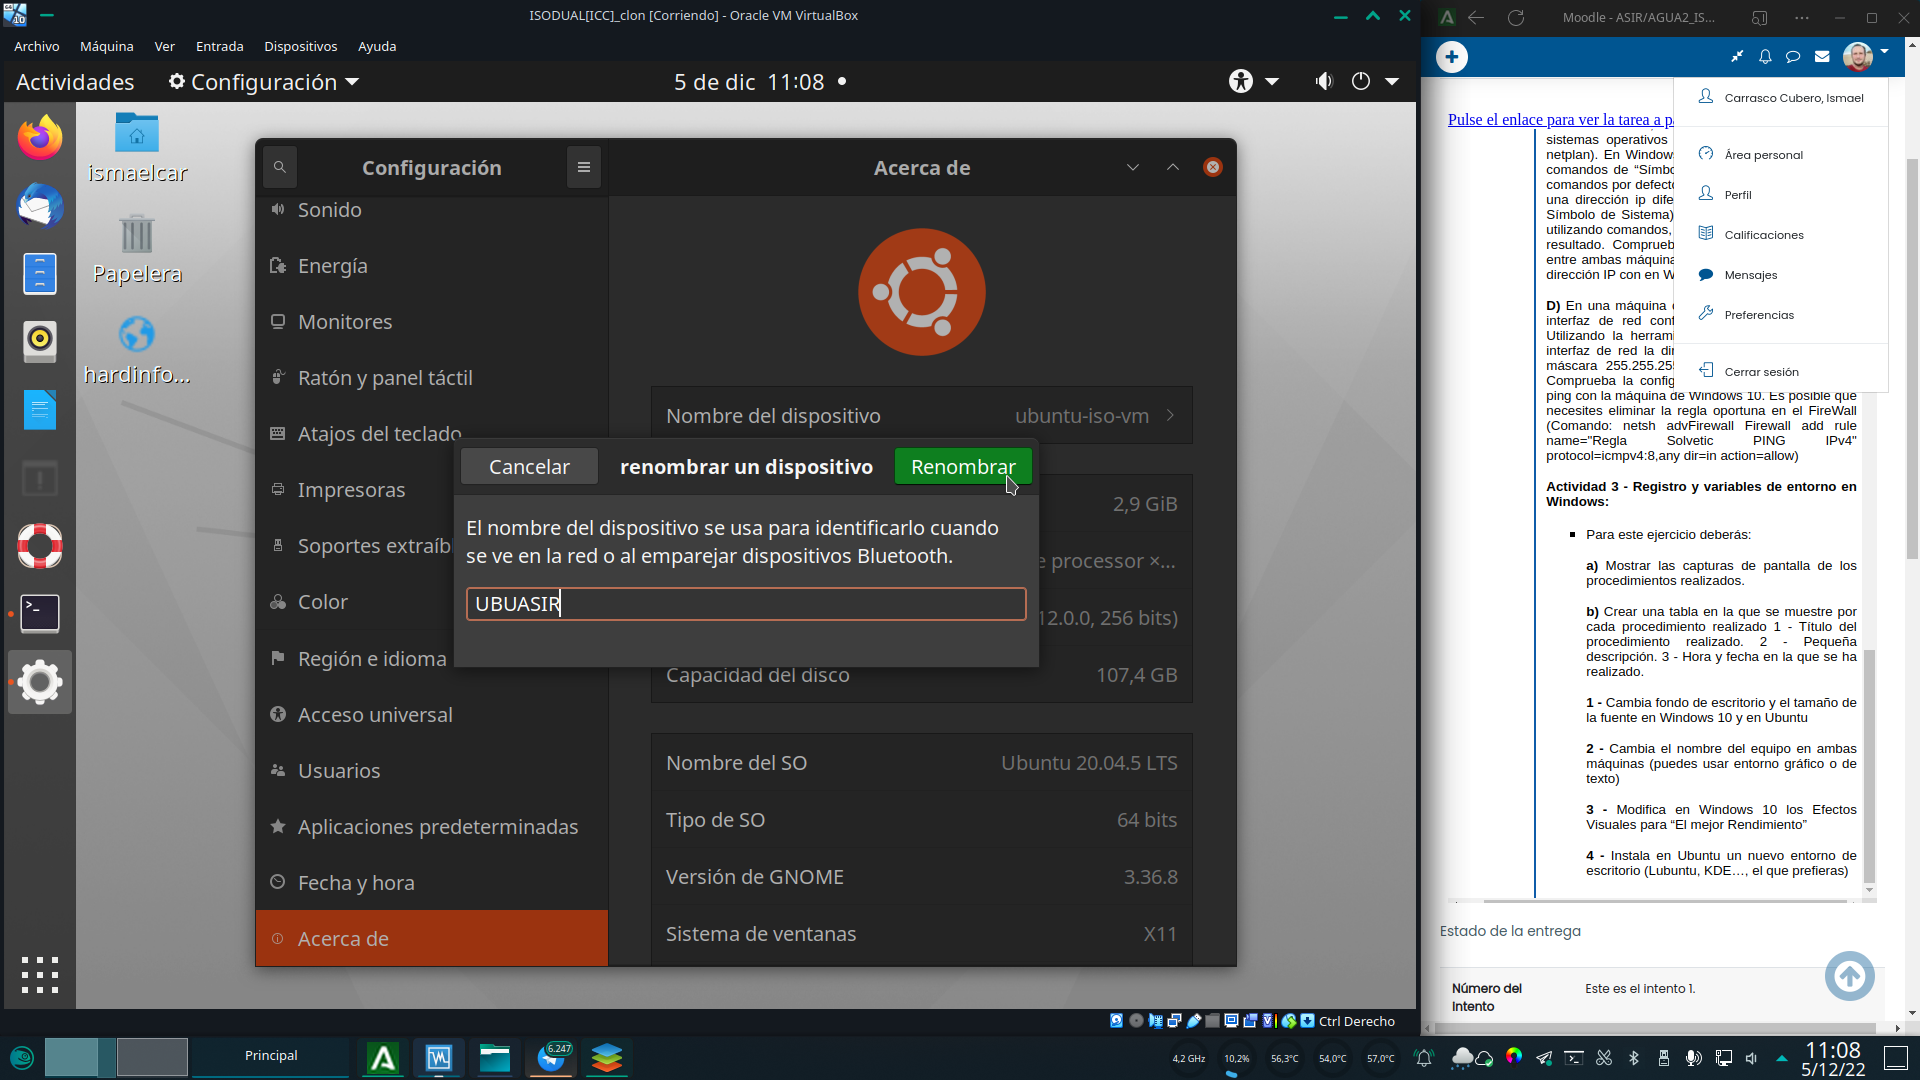 ISODUAL[ICC]_clon [Corriendo] - Oracle VM VirtualBox
Archivo Máquina Ver Entrada Dispositivos Ayuda
Actividades Configuración 5 de dic 11:08
ismaelcar
Papelera
hardinfo...
Configuración
Sonido
Energía
Monitores
Ratón y panel táctil
Atajos del teclado
Impresoras
Soportes extraíb
Color
Región e idioma
Acceso universal
Usuarios
Aplicaciones predeterminadas
Fecha y hora
Acerca de
Acerca de
Nombre del dispositivo ubuntu-iso-vm
2,9 GiB
e processor ×...
12.0.0, 256 bits)
Capacidad del disco 107,4 GB
Nombre del SO Ubuntu 20.04.5 LTS
Tipo de SO 64 bits
Versión de GNOME 3.36.8
Sistema de ventanas X11
Cancelar renombrar un dispositivo Renombrar
El nombre del dispositivo se usa para identificarlo cuando
se ve en la red o al emparejar dispositivos Bluetooth.
UBUASIR
Ctrl Derecho
Moodle - ASIR/AGUA2_IS...
Carrasco Cubero, Ismael
Área personal
Perfil
Calificaciones
Mensajes
Preferencias
Cerrar sesión
Pulse el enlace para ver la tarea a p
sistemas operativos
netplan). En Window
comandos de “Símbo
comandos por defect
una dirección ip dife
Símbolo de Sistema)
utilizando comandos,
resultado. Comprueb
entre ambas máquina
dirección IP con en W
D) En una máquina
interfaz de red conf
Utilizando la herram
interfaz de red la dir
máscara 255.255.25
Comprueba la config
ping con la máquina de Windows 10. Es posible que
necesites eliminar la regla oportuna en el FireWall
(Comando: netsh advFirewall Firewall add rule
name="Regla Solvetic PING IPv4"
protocol=icmpv4:8,any dir=in action=allow)
Actividad 3 - Registro y variables de entorno en
Windows:
Para este ejercicio deberás:
a) Mostrar las capturas de pantalla de los
procedimientos realizados.
b) Crear una tabla en la que se muestre por
cada procedimiento realizado 1 - Título del
procedimiento realizado. 2 - Pequeña
descripción. 3 - Hora y fecha en la que se ha
realizado.
1 - Cambia fondo de escritorio y el tamaño de
la fuente en Windows 10 y en Ubuntu
2 - Cambia el nombre del equipo en ambas
máquinas (puedes usar entorno gráfico o de
texto)
3 - Modifica en Windows 10 los Efectos
Visuales para “El mejor Rendimiento”
4 - Instala en Ubuntu un nuevo entorno de
escritorio (Lubuntu, KDE…, el que prefieras)
Estado de la entrega
Número del
intento
Este es el intento 1.
Principal
6.247
4,2 GHz 10,2% 56,3°C 54,0°C 57,0°C
11:08
5/12/22